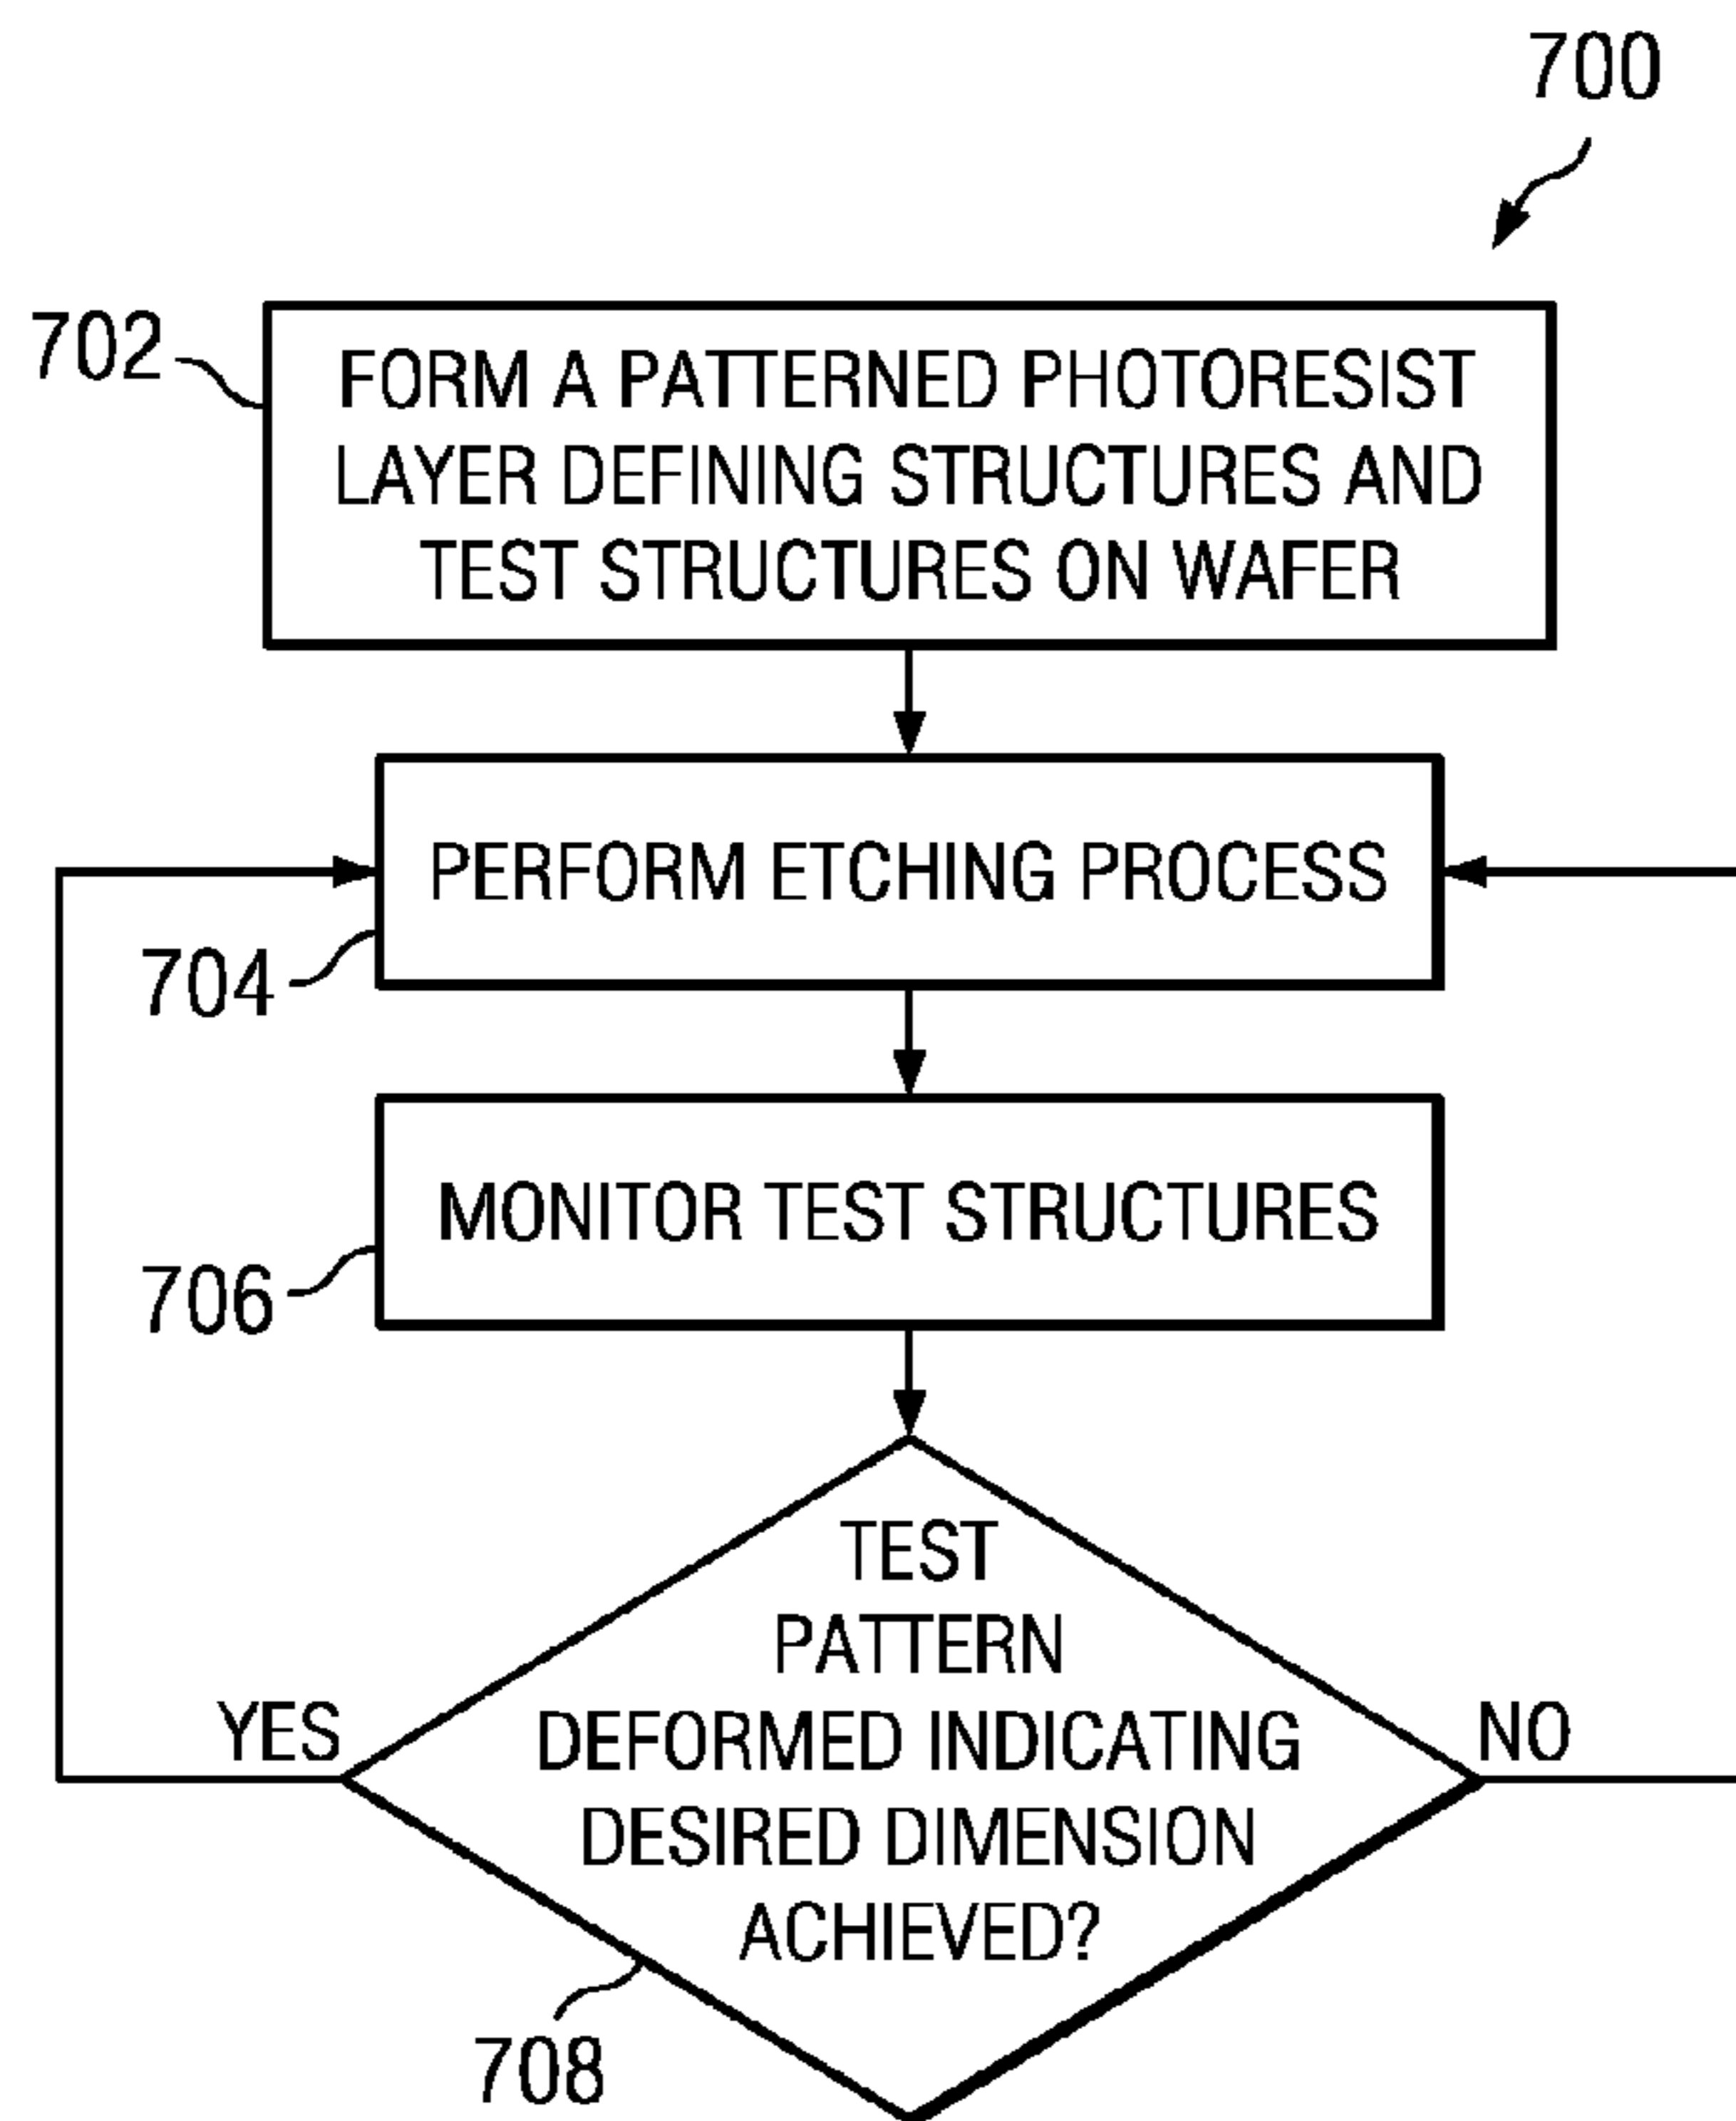 700
702
FORM A PATTERNED PHOTORESIST
LAYER DEFINING STRUCTURES AND
TEST STRUCTURES ON WAFER
PERFORM ETCHING PROCESS
704
MONITOR TEST STRUCTURES
706
TEST
PATTERN
DEFORMED INDICATING
DESIRED DIMENSION
ACHIEVED?
YES
NO
708